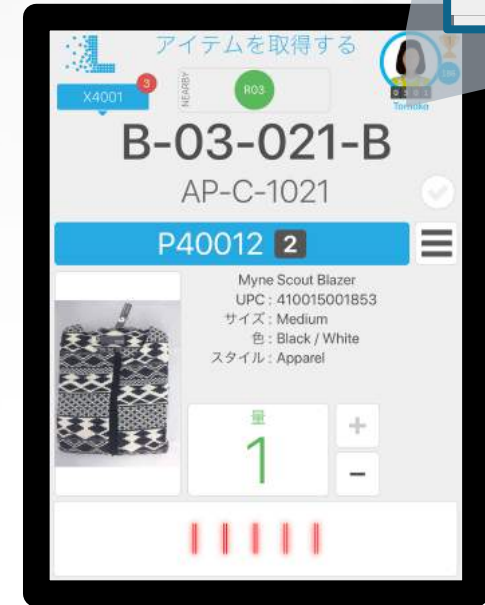 アイテムを取得する
X4001
3
NEARBY
R03
Tomoko
B-03-021-B
AP-C-1021
P40012 2
Myne Scout Blazer
UPC : 410015001853
サイズ : Medium
色 : Black / White
スタイル : Apparel
量
1
+
−